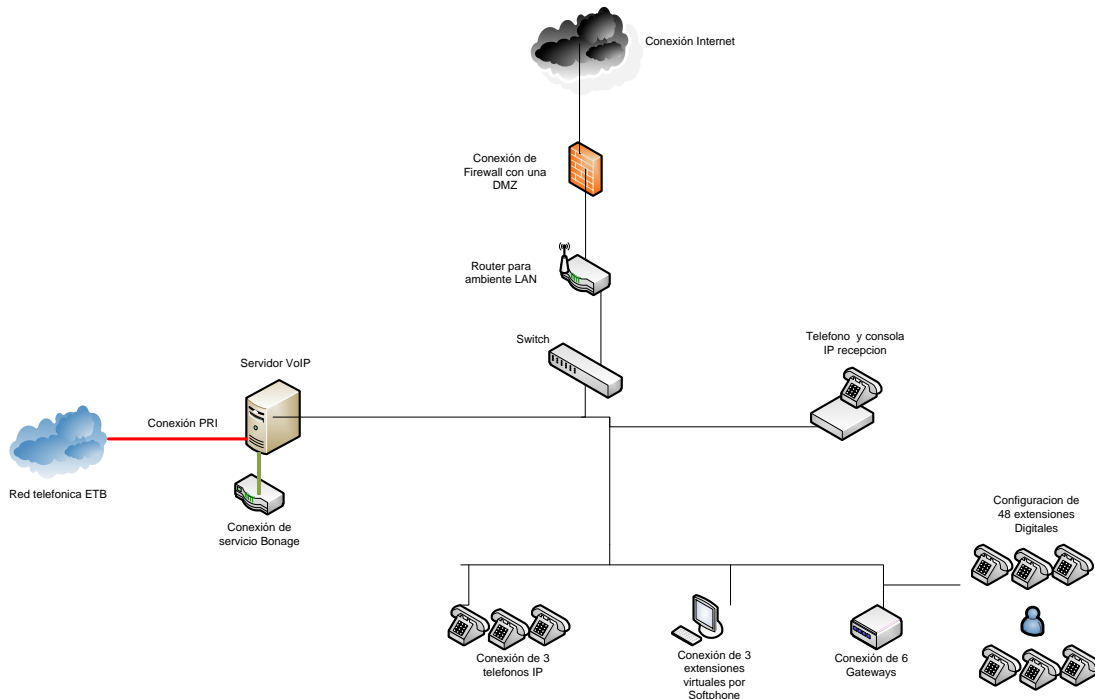 Conexión Internet
Conexión de
Firewall con una
DMZ
Router para
ambiente LAN
Switch
Telefono y consola
IP recepcion
Servidor VoIP
Conexión PRI
Red telefonica ETB
Conexión de
servicio Bonage
Configuracion de
48 extensiones
Digitales
Conexión de 3
telefonos IP
Conexión de 3
extensiones
virtuales por
Softphone
Conexión de 6
Gateways